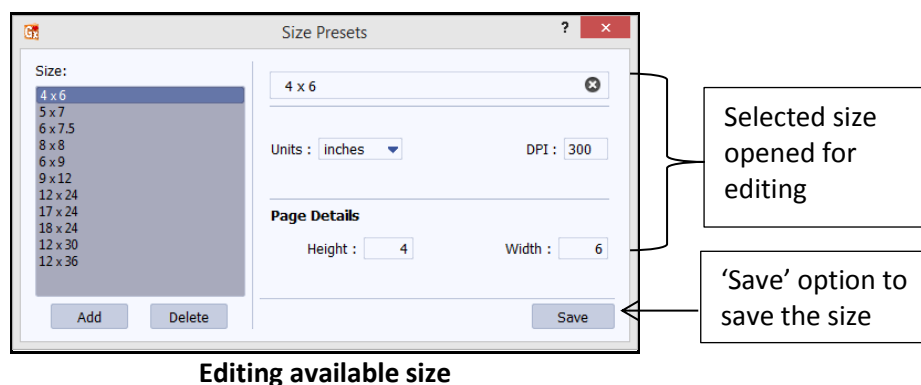 Size Presets
?
Size:
4 x 6
5 x 7
6 x 7.5
8 x 8
6 x 9
9 x 12
12 x 24
17 x 24
18 x 24
12 x 30
12 x 36
Add Delete
4 x 6
Units : inches DPI : 300
Page Details
Height : 4 Width : 6
Save
Selected size
opened for
editing
‘Save’ option to
save the size
Editing available size